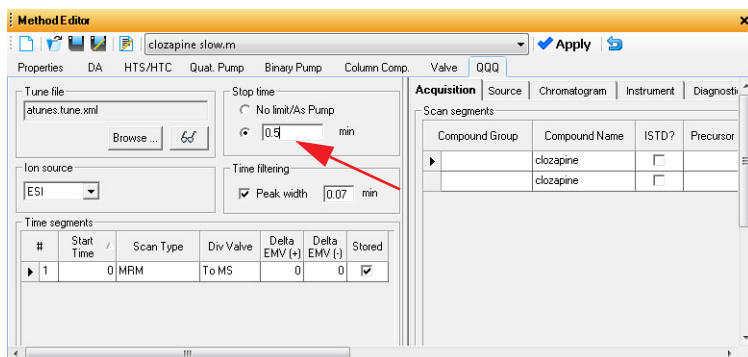 Method Editor
clozapine slow.m
Apply
Properties DA HTS/HTC Quat. Pump Binary Pump Column Comp. Valve QQQ
Tune file
atunes.tune.xml
Browse ...
Ion source
ESI
Stop time
No limit/As Pump
0.5 min
Time filtering
Peak width 0.07 min
Time segments
# Start Time / Scan Type Div Valve Delta EMV (+) Delta EMV (-) Stored
1 0 MRM To MS 0 0
Acquisition Source Chromatogram Instrument Diagnostic
Scan segments
Compound Group Compound Name ISTD? Precursor
clozapine
clozapine